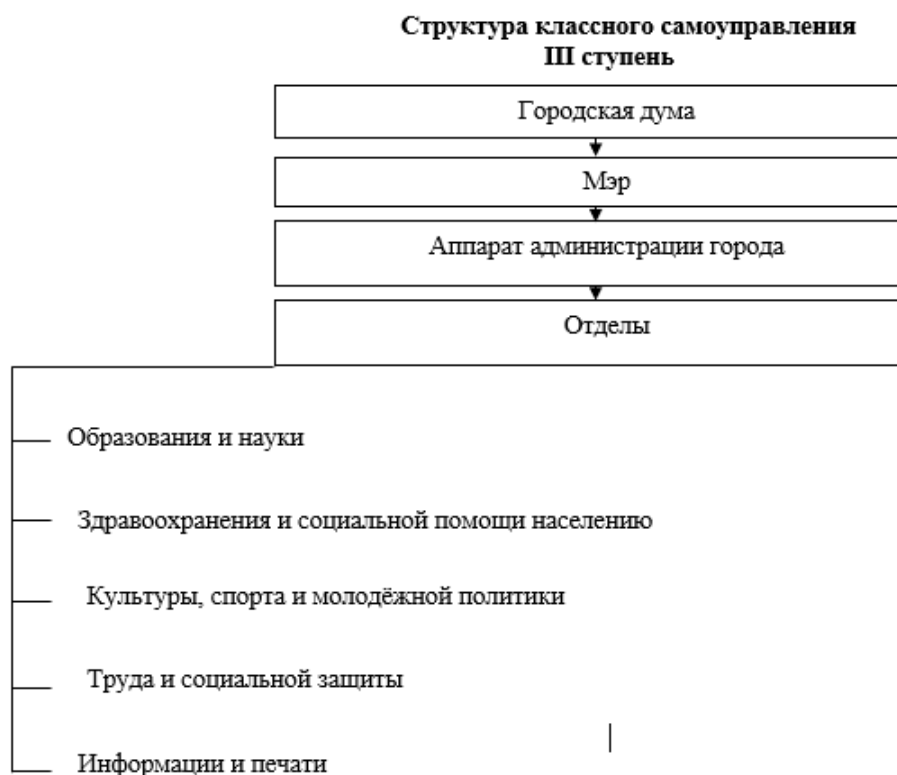 Структура классного самоуправления
III ступень
Городская дума
Мэр
Аппарат администрации города
Отделы
Образования и науки
Здравоохранения и социальной помощи населению
Культуры, спорта и молодёжной политики
Труда и социальной защиты
Информации и печати